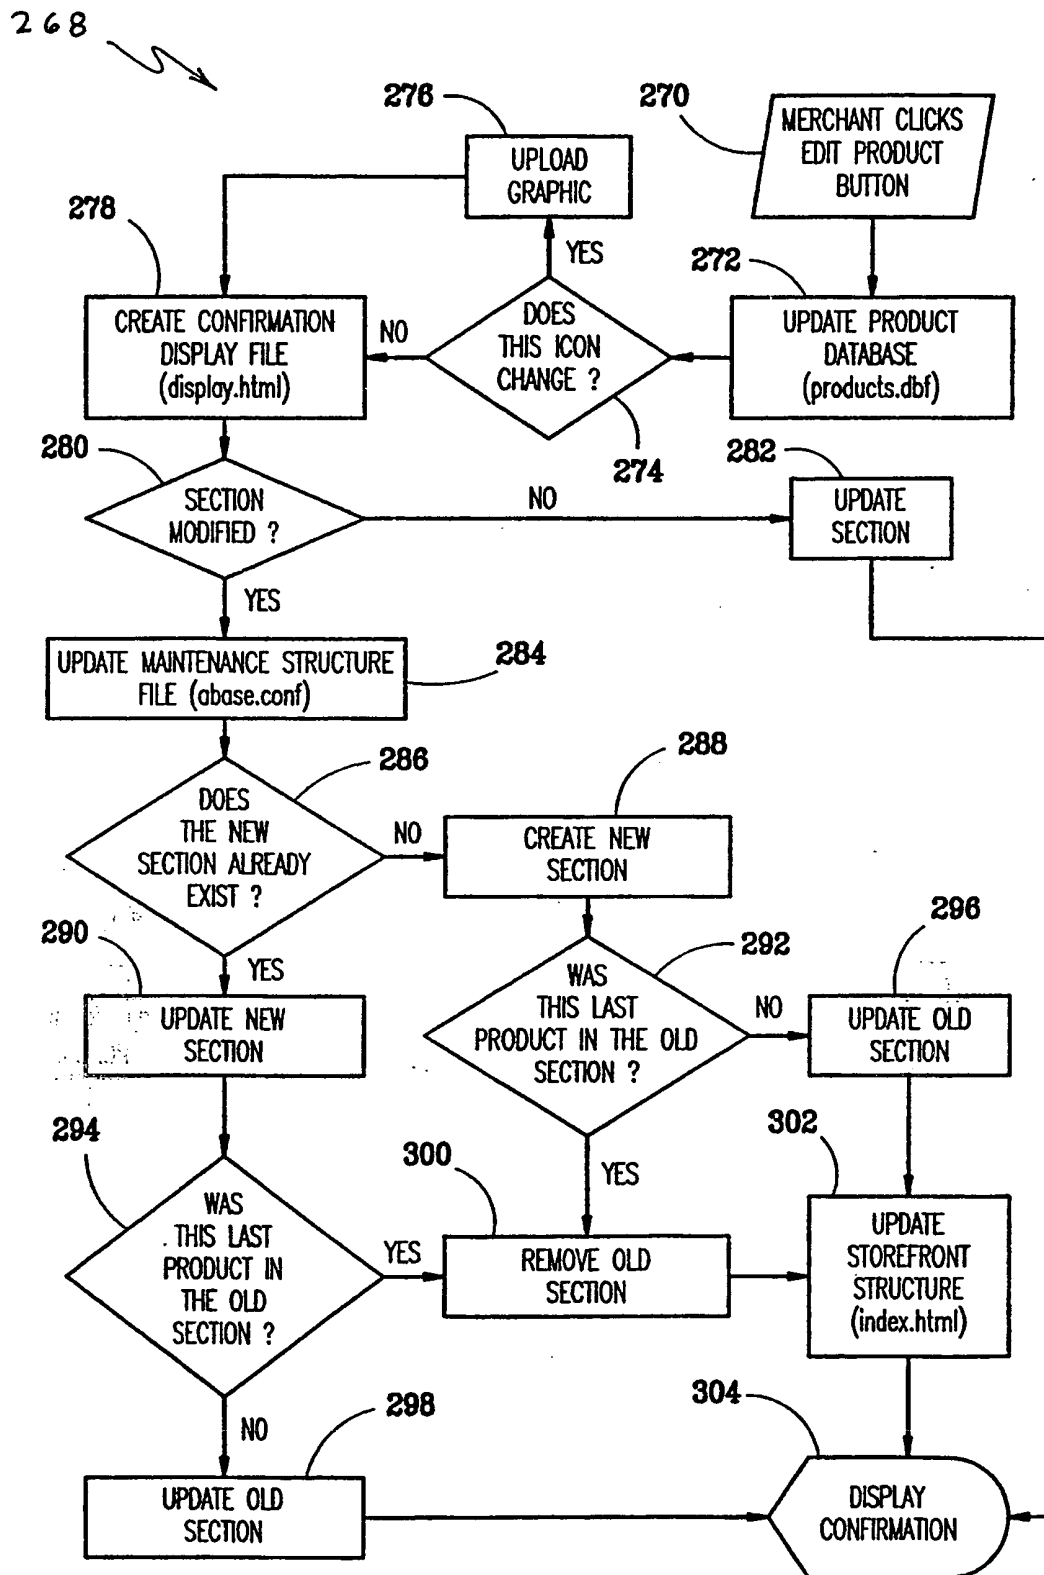 268
276
270
MERCHANT CLICKS
EDIT PRODUCT
BUTTON
UPLOAD
GRAPHIC
278
YES
272
CREATE CONFIRMATION
DISPLAY FILE
(display.html)
NO
DOES
THIS ICON
CHANGE ?
UPDATE PRODUCT
DATABASE
(products.dbf)
280
274
282
SECTION
MODIFIED ?
NO
UPDATE
SECTION
YES
UPDATE MAINTENANCE STRUCTURE
FILE (abase.conf)
284
286
288
DOES
THE NEW
SECTION ALREADY
EXIST ?
NO
CREATE NEW
SECTION
290
YES
292
296
UPDATE NEW
SECTION
WAS
THIS LAST
PRODUCT IN THE OLD
SECTION ?
NO
UPDATE OLD
SECTION
294
300
YES
302
WAS
THIS LAST
PRODUCT IN
THE OLD
SECTION ?
YES
REMOVE OLD
SECTION
UPDATE
STOREFRONT
STRUCTURE
(index.html)
NO
298
304
UPDATE OLD
SECTION
DISPLAY
CONFIRMATION